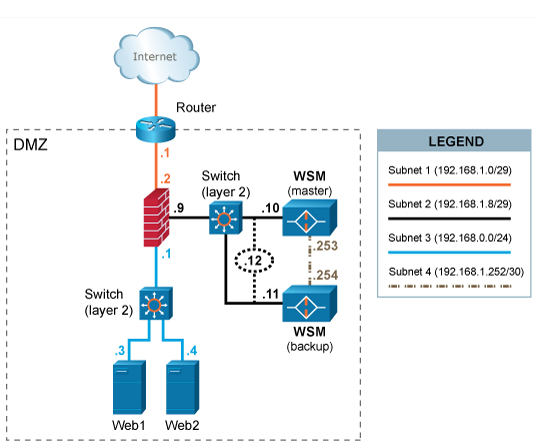 Internet
Router
DMZ
.1
.2
Switch
(layer 2)
WSM
(master)
.9
.10
.1
.12
.253
.254
.11
Switch
(layer 2)
WSM
(backup)
.3
.4
Web1
Web2
LEGEND
Subnet 1 (192.168.1.0/29)
Subnet 2 (192.168.1.8/29)
Subnet 3 (192.168.0.0/24)
Subnet 4 (192.168.1.252/30)